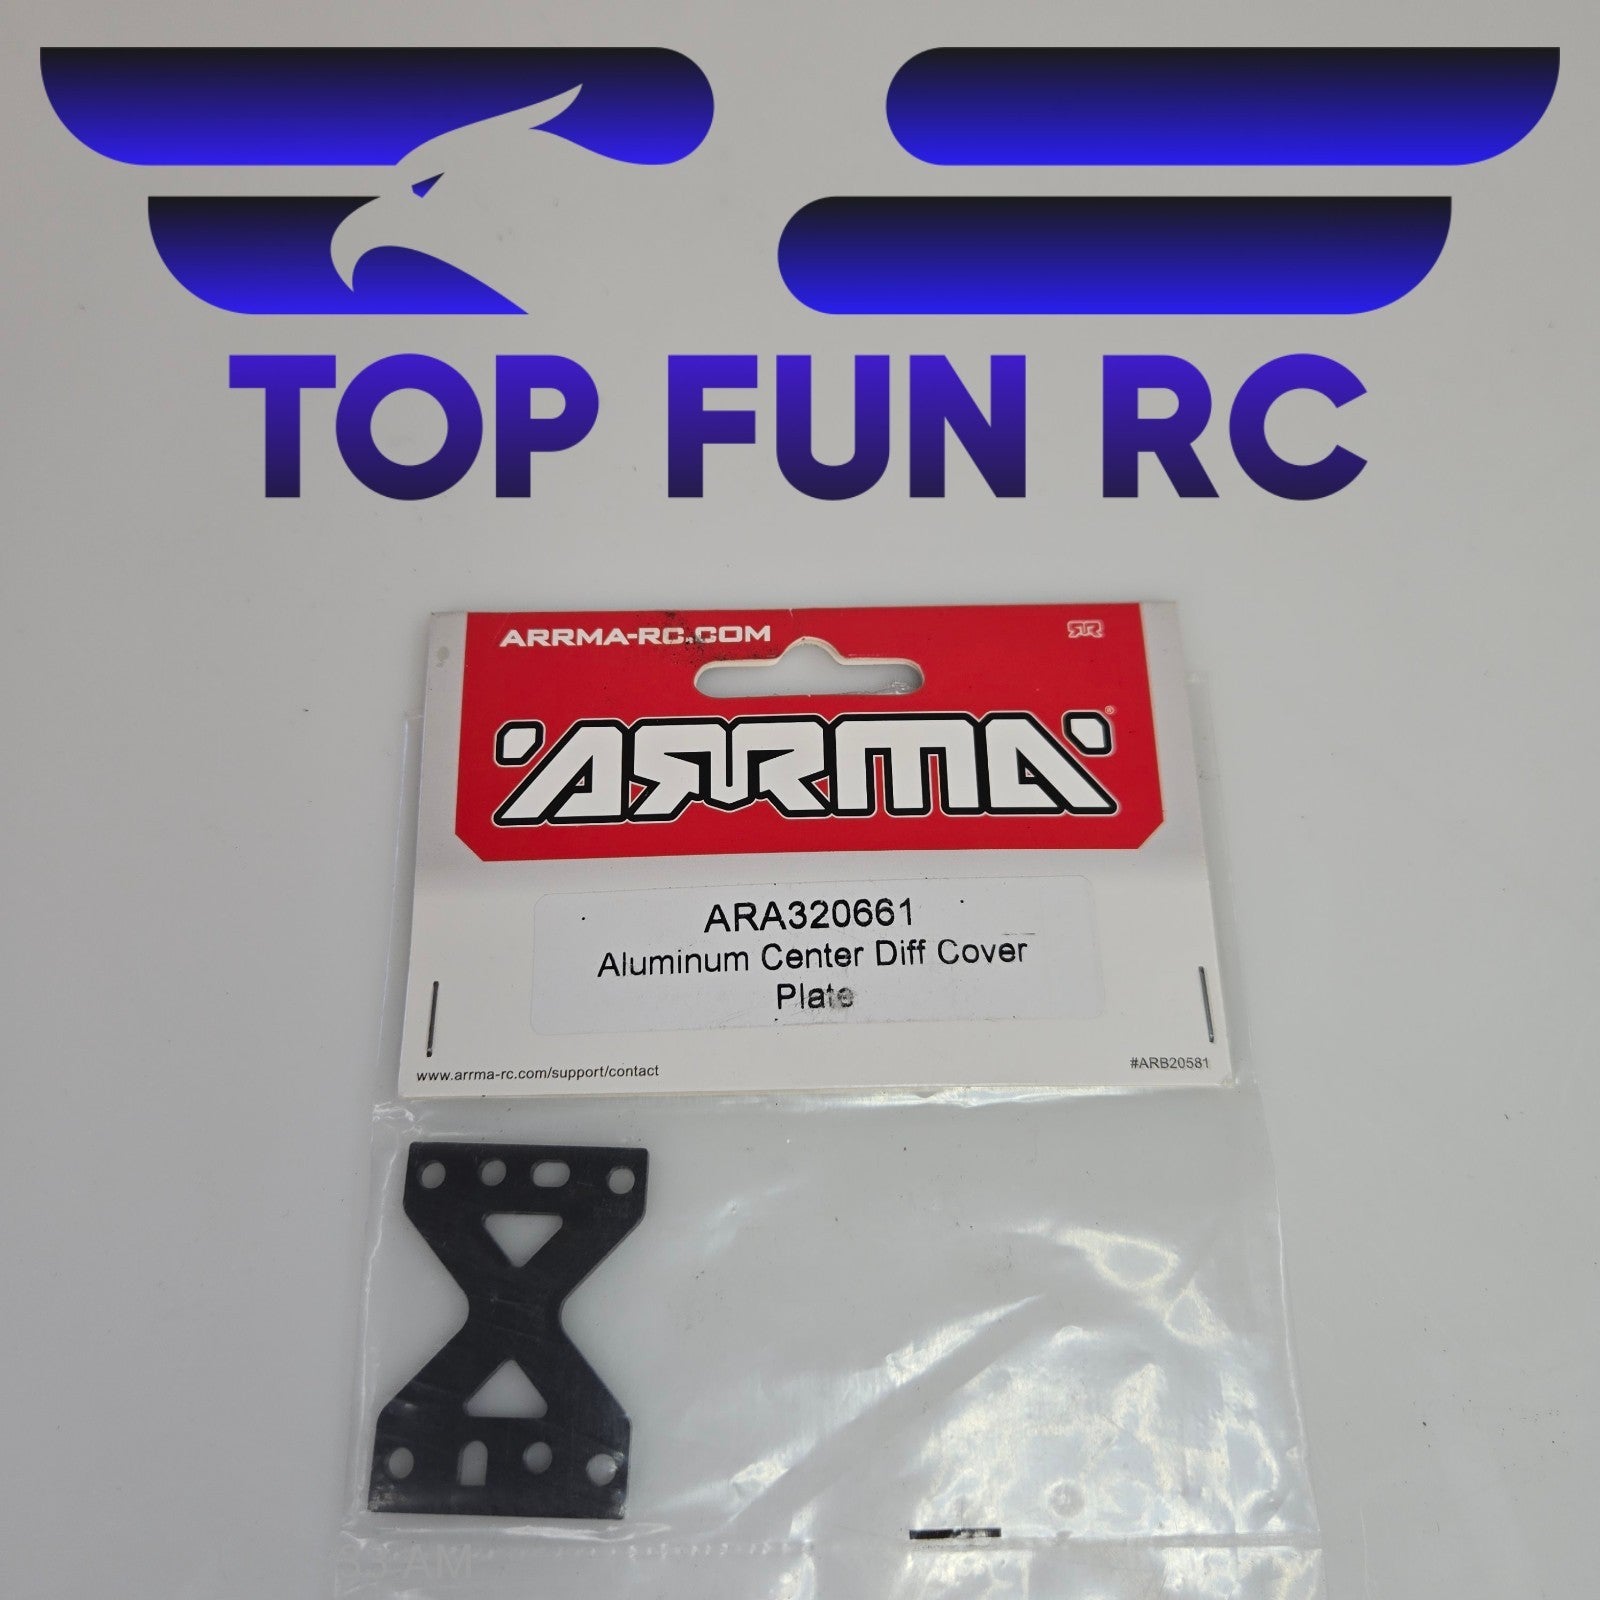 TOP FUN RC
ARRMA-RC.COM
ARRMA®
ARA320661
Aluminum Center Diff Cover
Plate
www.arrma-rc.com/support/contact
#ARB20581